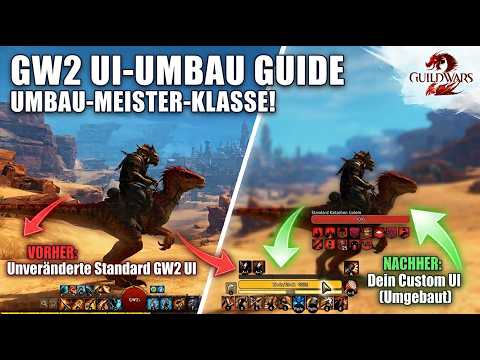 GW2 UI-UMBAU GUIDE
UMBAU-MEISTER-KLASSE!
GUILD WARS 2
VORHER:
Unveränderte Standard GW2 UI
NACHHER:
Dein Custom UI
(Umgebaut)